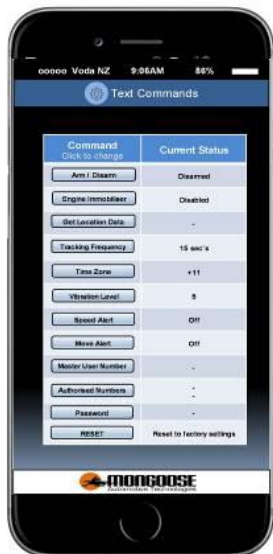 ooooo Voda NZ 9:06AM 86%
Text Commands
Command Current Status
Click to change
Arm / Disarm Disarmed
Engine Immobiliser Disabled
Get Location Data -
Tracking Frequency 15 sec's
Time Zone +11
Vibration Level 5
Speed Alert Off
Move Alert Off
Master User Number -
Authorised Numbers - -
Password -
RESET Reset to factory settings
MONGOOSE
Automotive Technologies